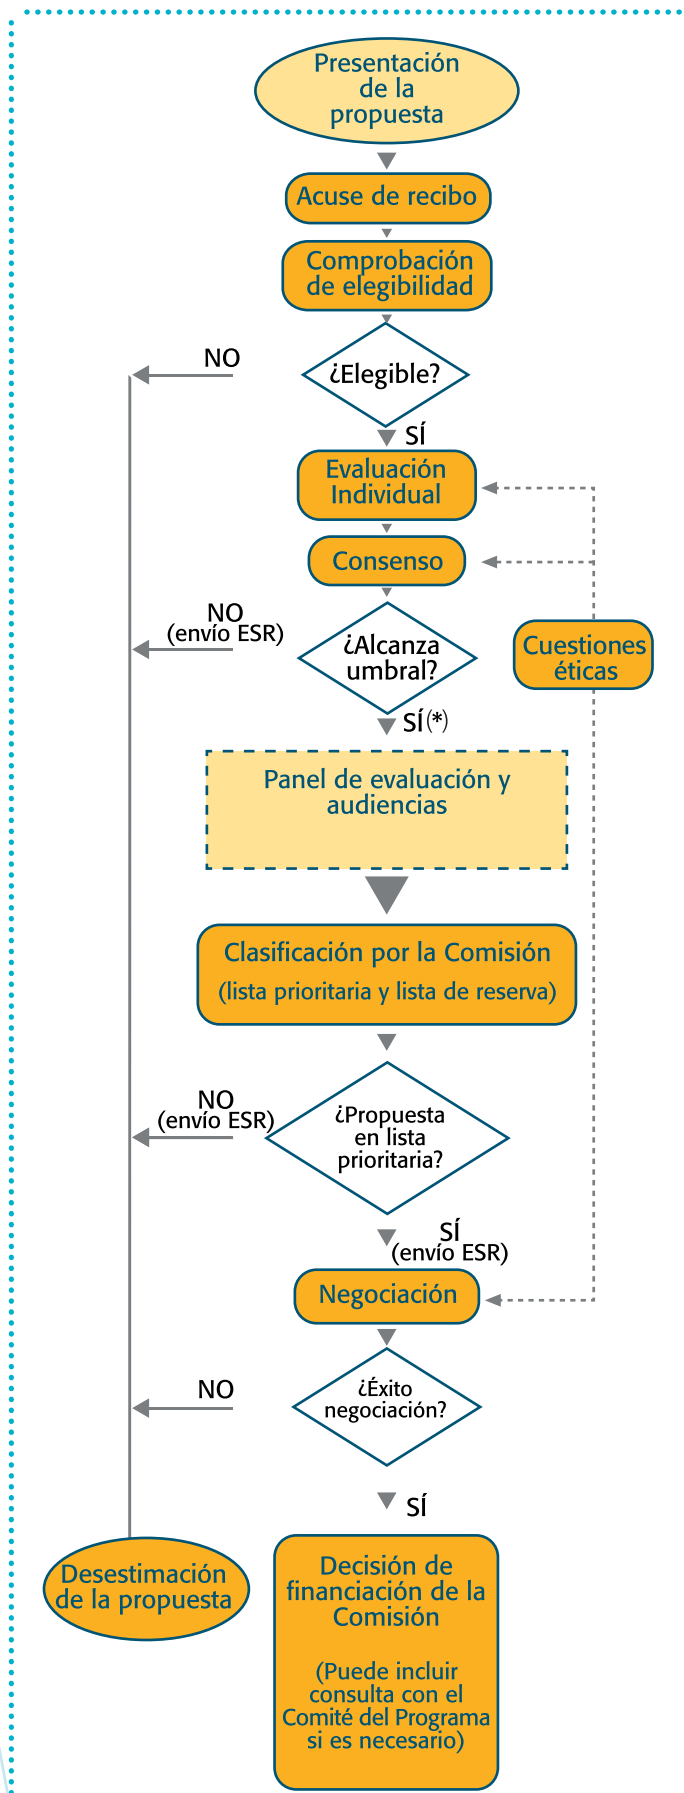 Presentación
de la
propuesta
Acuse de recibo
Comprobación
de elegibilidad
NO
¿Elegible?
SÍ
Evaluación
Individual
Consenso
NO
(envío ESR)
¿Alcanza
umbral?
Cuestiones
éticas
SÍ(*)
Panel de evaluación y
audiencias
Clasificación por la Comisión
(lista prioritaria y lista de reserva)
NO
(envío ESR)
¿Propuesta
en lista
prioritaria?
SÍ
(envío ESR)
Negociación
NO
¿Éxito
negociación?
SÍ
Desestimación
de la propuesta
Decisión de
financiación de la
Comisión
(Puede incluir
consulta con el
Comité del Programa
si es necesario)